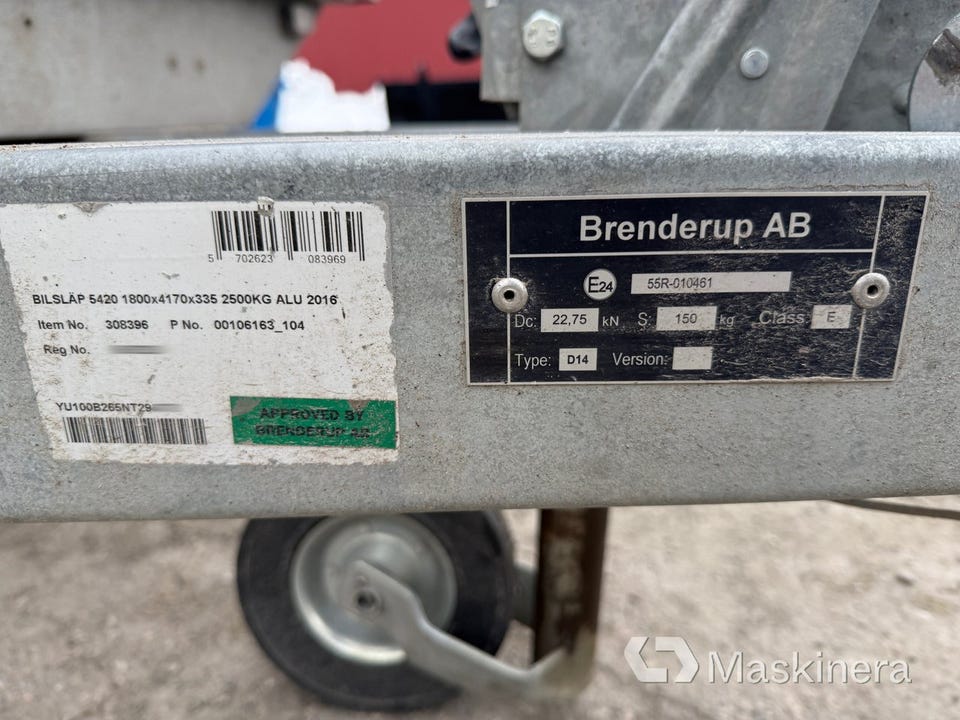 5 702623 083969
BILSLÄP 5420 1800x4170x335 2500KG ALU 2016
Item No. 308396 P No. 00106163_104
Reg No.
YU100B265NT29
APPROVED BY
BRENDERUP AB
Brenderup AB
E24 55R-010461
Dc: 22,75 kN S: 150 kg Class E
Type: D14 Version:
Maskinera